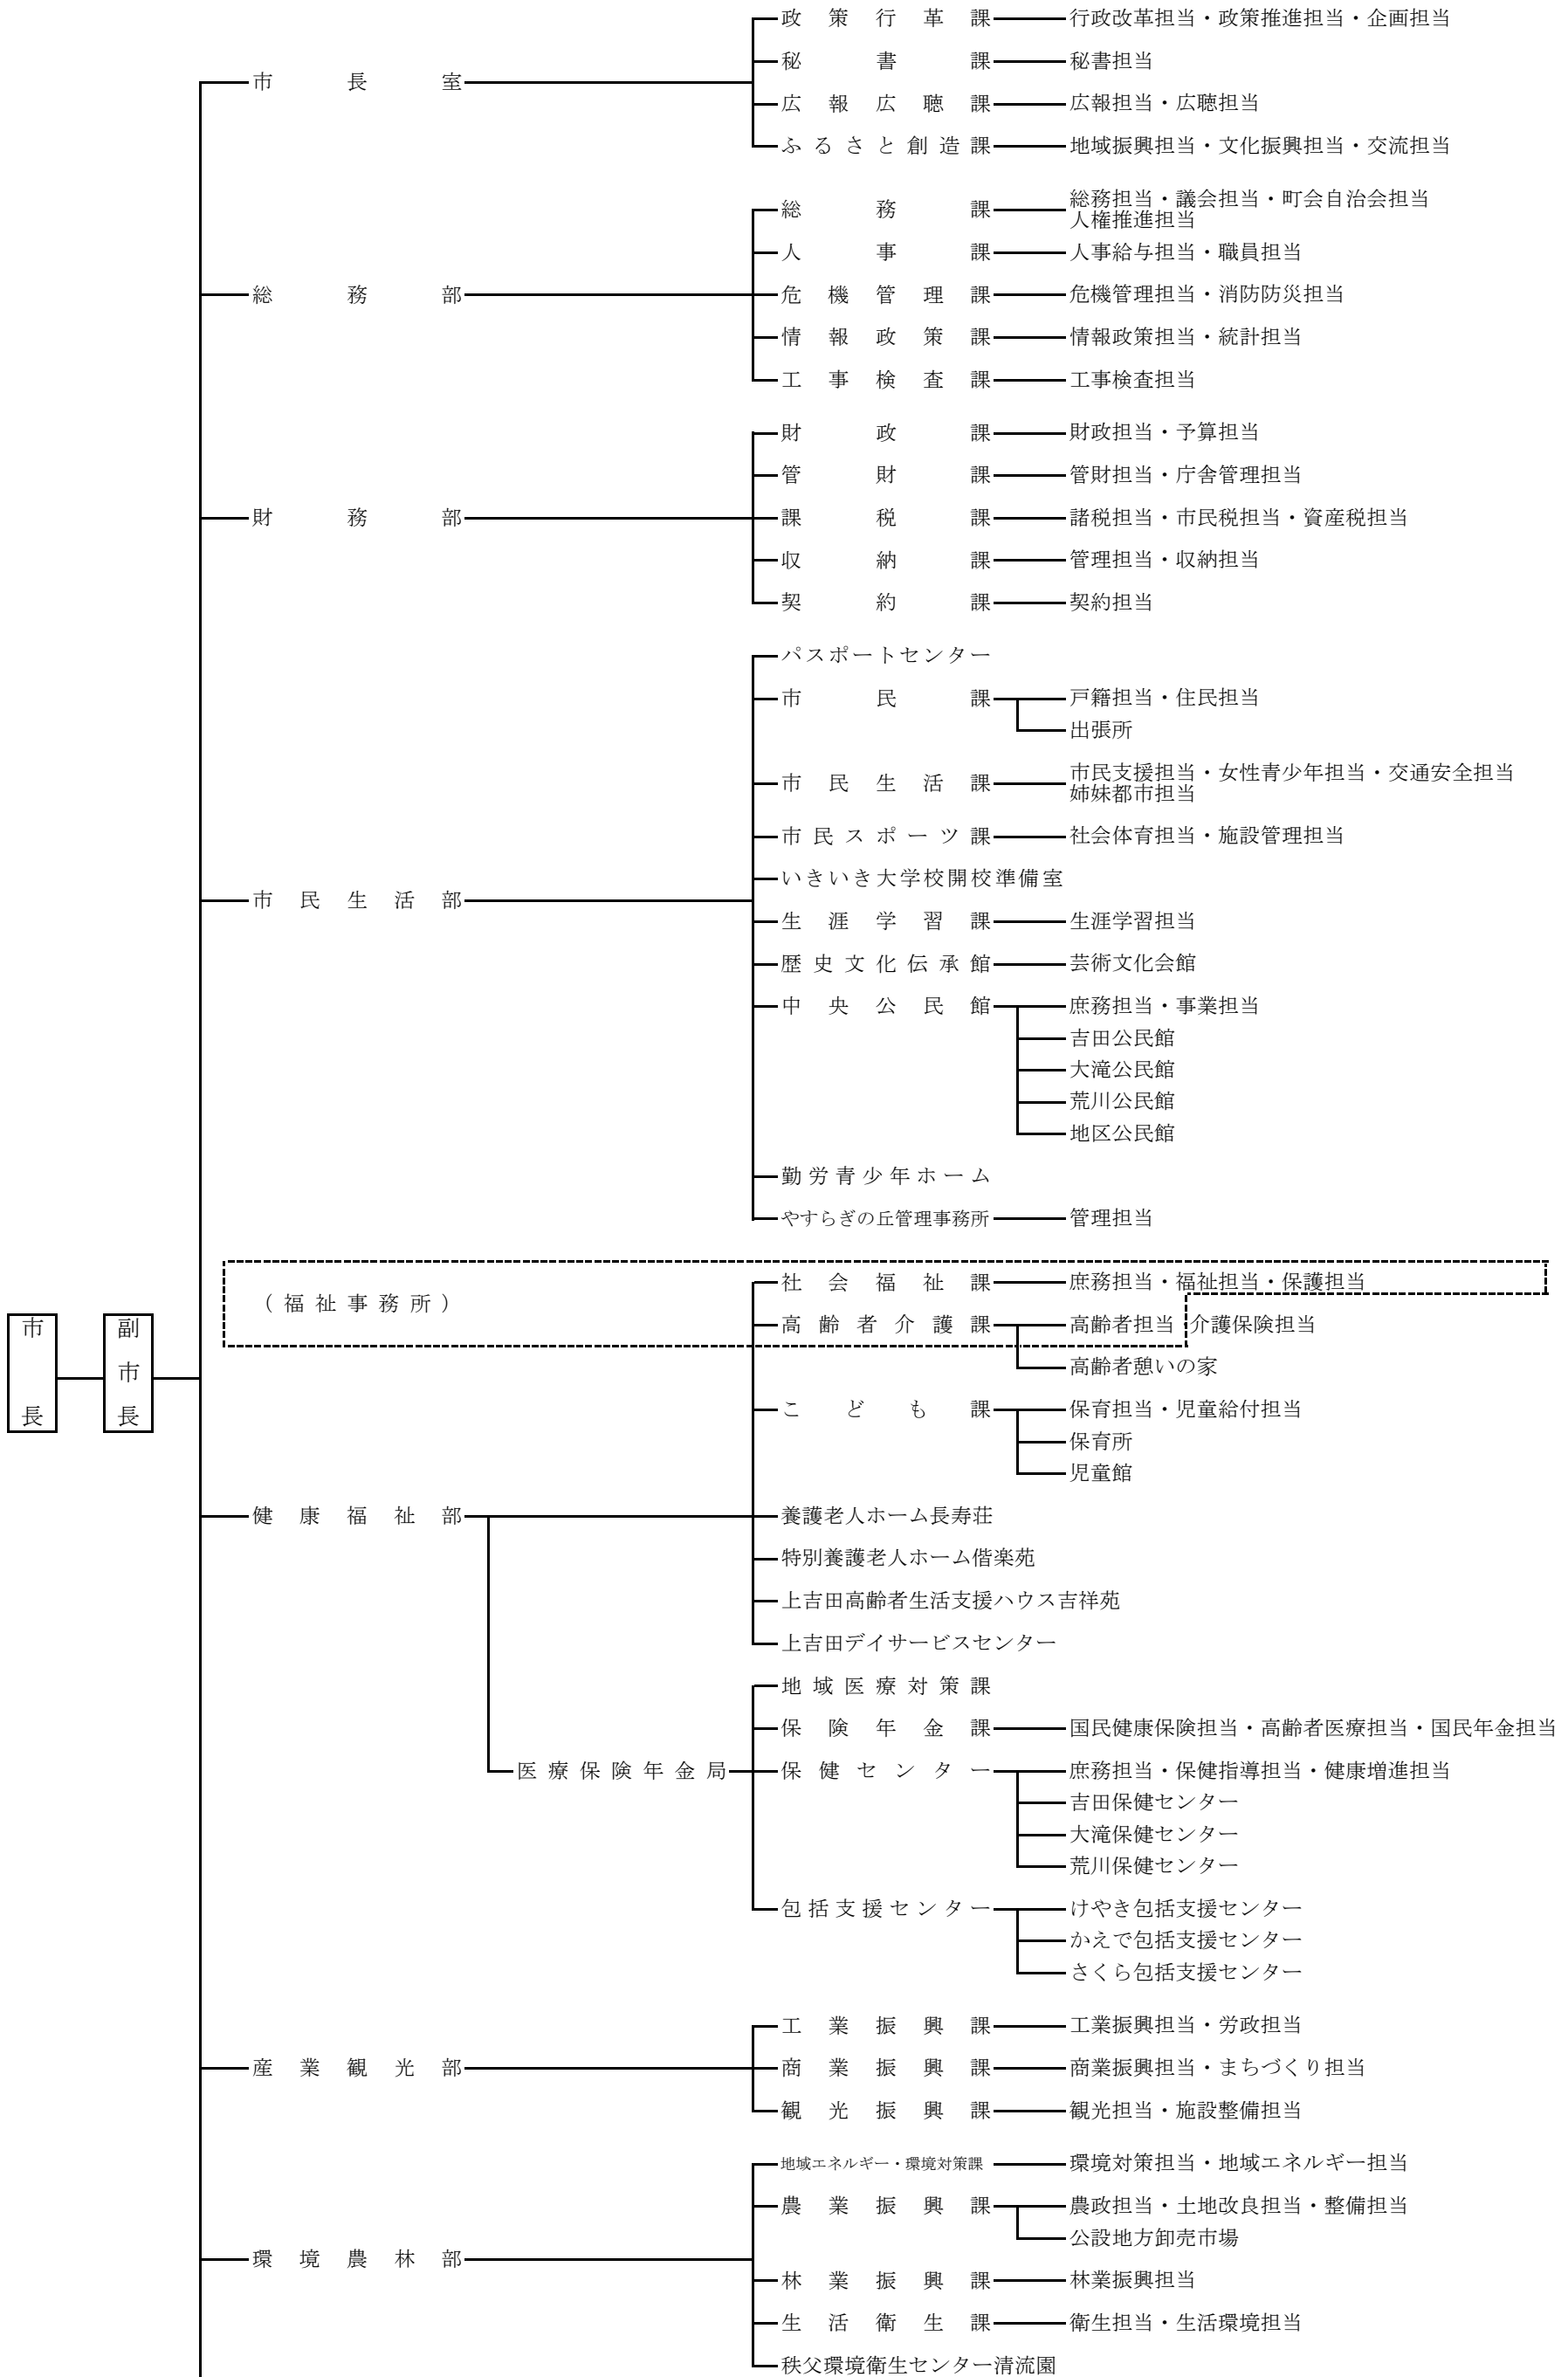 政策行革課 行政改革担当・政策推進担当・企画担当
秘書課 秘書担当
市長室
広報広聴課 広報担当・広聴担当
ふるさと創造課 地域振興担当・文化振興担当・交流担当
総務課 総務担当・議会担当・町会自治会担当
人権推進担当
人事課 人事給与担当・職員担当
総務部 危機管理課 危機管理担当・消防防災担当
情報政策課 情報政策担当・統計担当
工事検査課 工事検査担当
財政課 財政担当・予算担当
管財課 管財担当・庁舎管理担当
財務部 課税課 諸税担当・市民税担当・資産税担当
収納課 管理担当・収納担当
契約課 契約担当
パスポートセンター
市民課 戸籍担当・住民担当
出張所
市民生活課 市民支援担当・女性青少年担当・交通安全担当
姉妹都市担当
市民スポーツ課 社会体育担当・施設管理担当
いきいき大学校開校準備室
市民生活部
生涯学習課 生涯学習担当
歴史文化伝承館 芸術文化会館
中央公民館 庶務担当・事業担当
吉田公民館
大滝公民館
荒川公民館
地区公民館
勤労青少年ホーム
やすらぎの丘管理事務所 管理担当
社会福祉課 庶務担当・福祉担当・保護担当
（福祉事務所）
高齢者介護課 高齢者担当 介護保険担当
高齢者憩いの家
市長
副市長
こども課 保育担当・児童給付担当
保育所
児童館
健康福祉部 養護老人ホーム長寿荘
特別養護老人ホーム偕楽苑
上吉田高齢者生活支援ハウス吉祥苑
上吉田デイサービスセンター
地域医療対策課
保険年金課 国民健康保険担当・高齢者医療担当・国民年金担当
医療保険年金局 保健センター 庶務担当・保健指導担当・健康増進担当
吉田保健センター
大滝保健センター
荒川保健センター
包括支援センター けやき包括支援センター
かえで包括支援センター
さくら包括支援センター
工業振興課 工業振興担当・労政担当
産業観光部 商業振興課 商業振興担当・まちづくり担当
観光振興課 観光担当・施設整備担当
地域エネルギー・環境対策課 環境対策担当・地域エネルギー担当
農業振興課 農政担当・土地改良担当・整備担当
公設地方卸売市場
環境農林部
林業振興課 林業振興担当
生活衛生課 衛生担当・生活環境担当
秩父環境衛生センター清流園